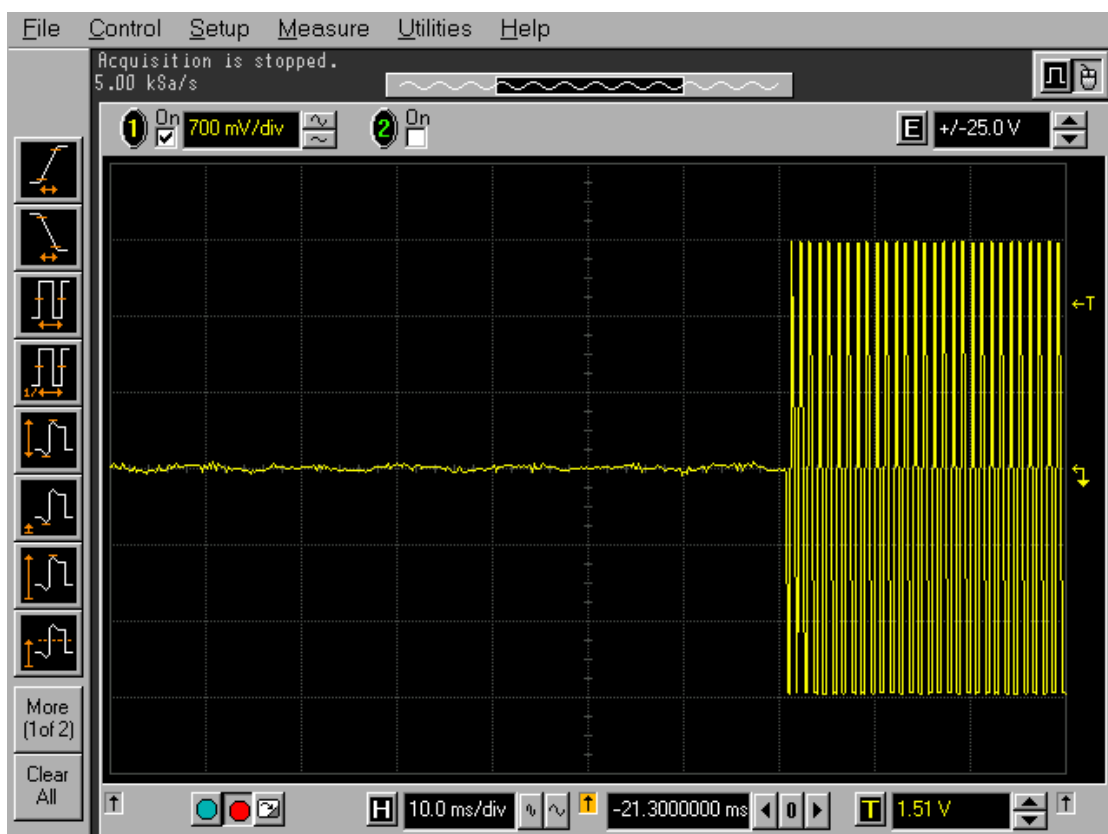 File Control Setup Measure Utilities Help
Acquisition is stopped.
5.00 kSa/s
1 On 700 mV/div 2 On E +/-25.0 V
←T
1/
More
(1of 2)
Clear
All
H 10.0 ms/div -21.3000000 ms 0 T 1.51 V